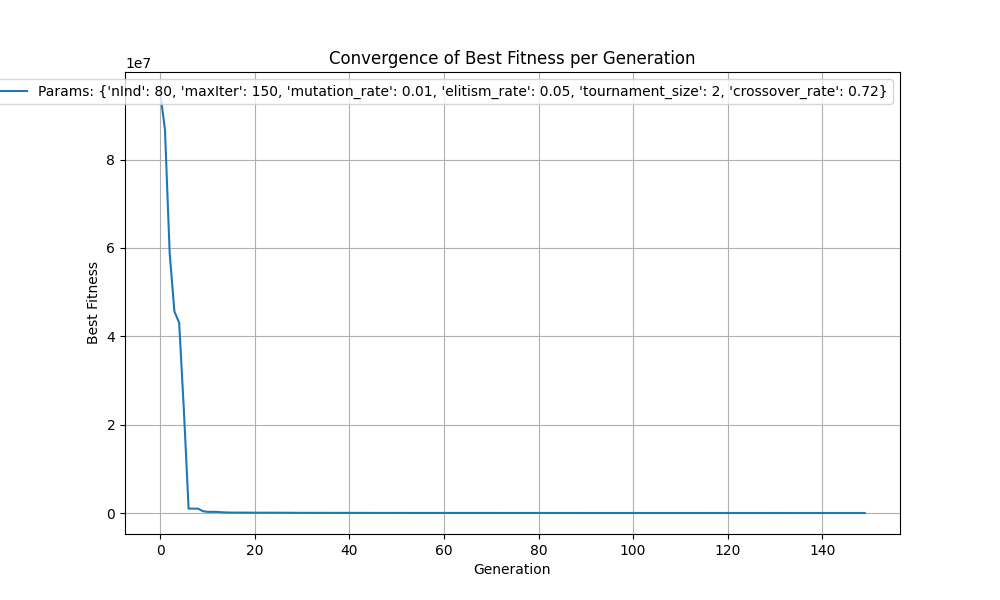 Convergence of Best Fitness per Generation
1e7
Params: {'nInd': 80, 'maxIter': 150, 'mutation_rate': 0.01, 'elitism_rate': 0.05, 'tournament_size': 2, 'crossover_rate': 0.72}
8
6
4
2
0
Best Fitness
0 20 40 60 80 100 120 140
Generation